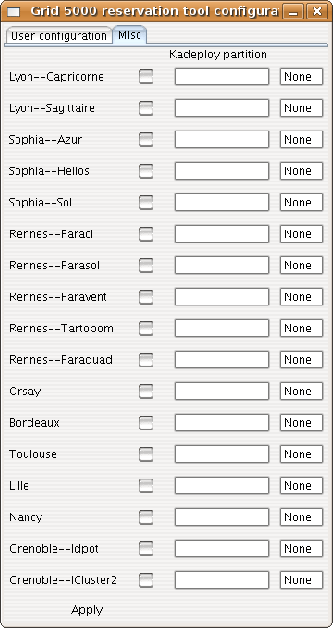 Grid 5000 reservation tool configura
User configuration Misc
Kadeploy partition
Lyon--Capricorne None
Lyon--Sagittaire None
Sophia--Azur None
Sophia--Helios None
Sophia--Sol None
Rennes--Paraci None
Rennes--Parasol None
Rennes--Paravent None
Rennes--Tartopom None
Rennes--Paraquad None
Orsay None
Bordeaux None
Toulouse None
Lille None
Nancy None
Grenoble--Idpot None
Grenoble--ICluster2 None
Apply